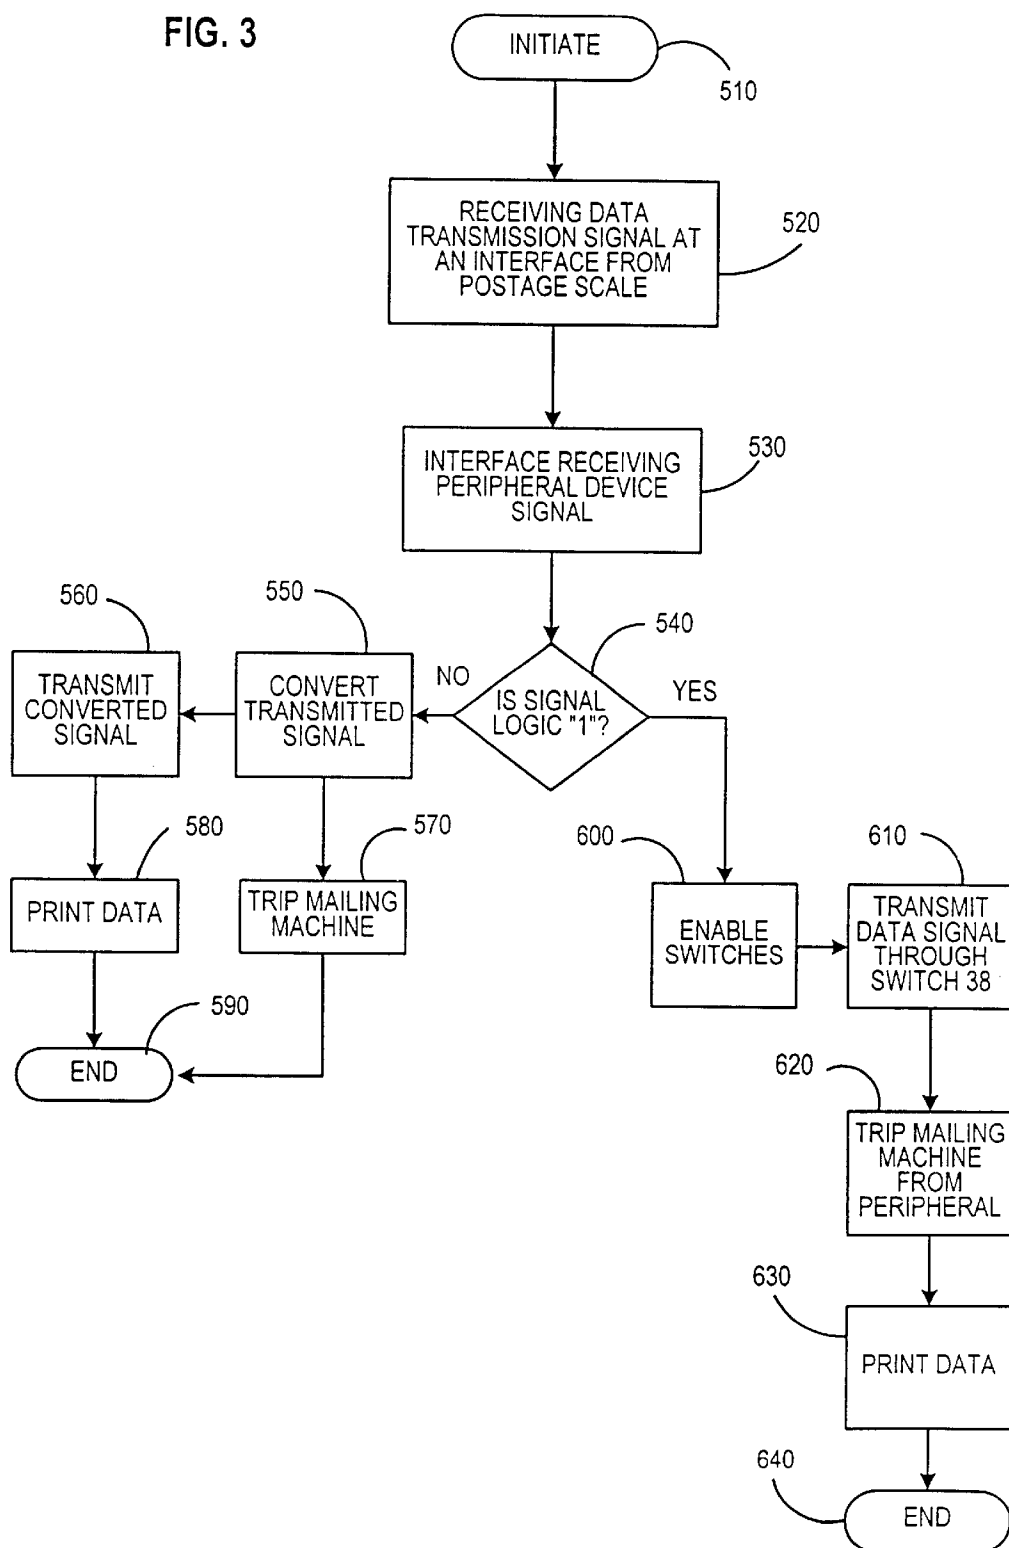 FIG. 3
INITIATE
510
RECEIVING DATA
TRANSMISSION SIGNAL AT
AN INTERFACE FROM
POSTAGE SCALE
520
INTERFACE RECEIVING
PERIPHERAL DEVICE
SIGNAL
530
540
IS SIGNAL
LOGIC "1"?
NO
YES
550
CONVERT
TRANSMITTED
SIGNAL
560
TRANSMIT
CONVERTED
SIGNAL
570
TRIP MAILING
MACHINE
580
PRINT DATA
590
END
600
ENABLE
SWITCHES
610
TRANSMIT
DATA SIGNAL
THROUGH
SWITCH 38
620
TRIP MAILING
MACHINE
FROM
PERIPHERAL
630
PRINT DATA
640
END